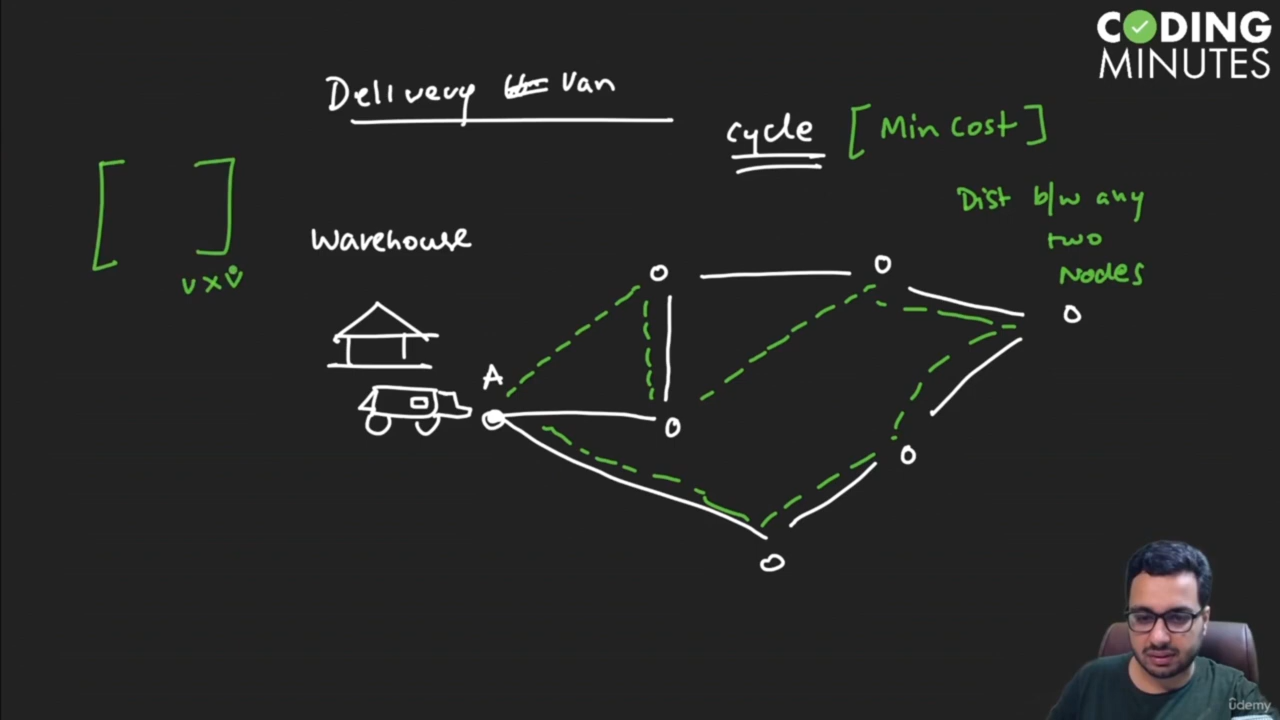 CODING
MINUTES
Delivery Van
cycle [Min Cost]
Dist b/w any
two
Nodes
[ ]
v x v
Warehouse
A
udemy